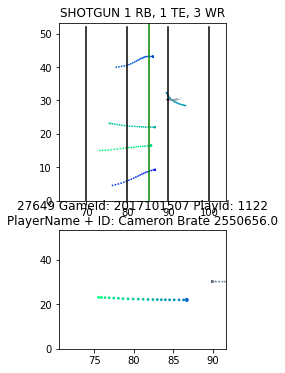 SHOTGUN 1 RB, 1 TE, 3 WR
50
40
30
20
10
0
70 80 90 100
27649 GameId: 2017101507 PlayId: 1122
PlayerName + ID: Cameron Brate 2550656.0
40
20
0
75 80 85 90